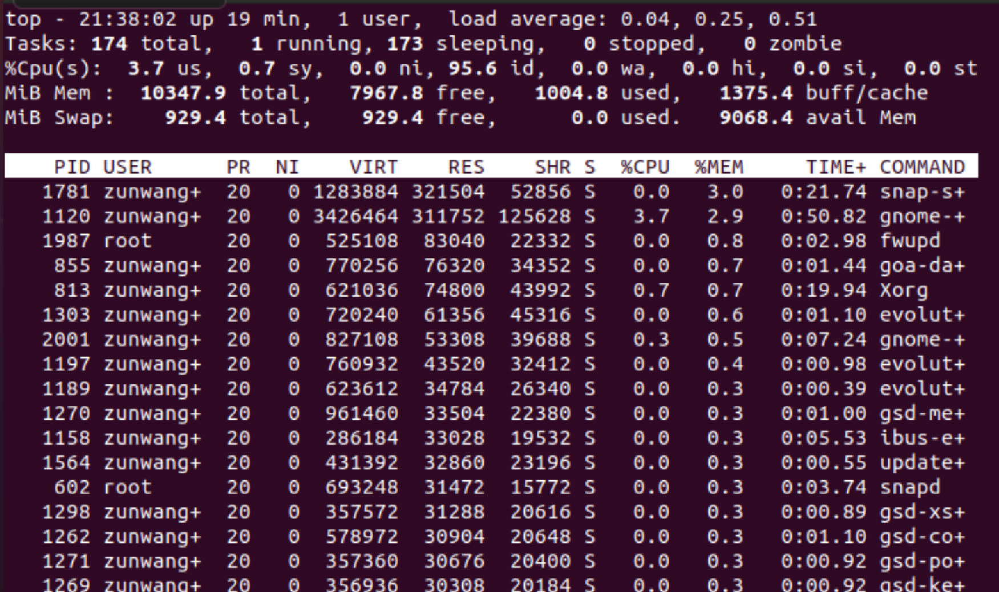 top - 21:38:02 up 19 min,  1 user,  load average: 0.04, 0.25, 0.51
Tasks: 174 total,   1 running, 173 sleeping,   0 stopped,   0 zombie
%Cpu(s):  3.7 us,  0.7 sy,  0.0 ni, 95.6 id,  0.0 wa,  0.0 hi,  0.0 si,  0.0 st
MiB Mem :  10347.9 total,   7967.8 free,   1004.8 used,   1375.4 buff/cache
MiB Swap:    929.4 total,    929.4 free,      0.0 used.   9068.4 avail Mem
PID USER      PR  NI    VIRT    RES    SHR S  %CPU  %MEM     TIME+ COMMAND
1781 zunwang+  20   0 1283884 321504  52856 S   0.0   3.0   0:21.74 snap-s+
1120 zunwang+  20   0 3426464 311752 125628 S   3.7   2.9   0:50.82 gnome-+
1987 root      20   0  525108  83040  22332 S   0.0   0.8   0:02.98 fwupd
855 zunwang+  20   0  770256  76320  34352 S   0.0   0.7   0:01.44 goa-da+
813 zunwang+  20   0  621036  74800  43992 S   0.7   0.7   0:19.94 Xorg
1303 zunwang+  20   0  720240  61356  45316 S   0.0   0.6   0:01.10 evolut+
2001 zunwang+  20   0  827108  53308  39688 S   0.3   0.5   0:07.24 gnome-+
1197 zunwang+  20   0  760932  43520  32412 S   0.0   0.4   0:00.98 evolut+
1189 zunwang+  20   0  623612  34784  26340 S   0.0   0.3   0:00.39 evolut+
1270 zunwang+  20   0  961460  33504  22380 S   0.0   0.3   0:01.00 gsd-me+
1158 zunwang+  20   0  286184  33028  19532 S   0.0   0.3   0:05.53 ibus-e+
1564 zunwang+  20   0  431392  32860  23196 S   0.0   0.3   0:00.55 update+
602 root      20   0  693248  31472  15772 S   0.0   0.3   0:03.74 snapd
1298 zunwang+  20   0  357572  31288  20616 S   0.0   0.3   0:00.89 gsd-xs+
1262 zunwang+  20   0  578972  30904  20648 S   0.0   0.3   0:01.10 gsd-co+
1271 zunwang+  20   0  357360  30676  20400 S   0.0   0.3   0:00.92 gsd-po+
1269 zunwang+  20   0  356936  30308  20184 S   0.0   0.3   0:00.92 gsd-ke+